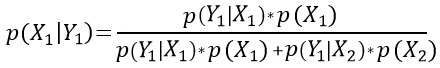 p(X₁|Y₁) = p(Y₁|X₁)*p(X₁) / p(Y₁|X₁)*p(X₁)+p(Y₁|X₂)*p(X₂))